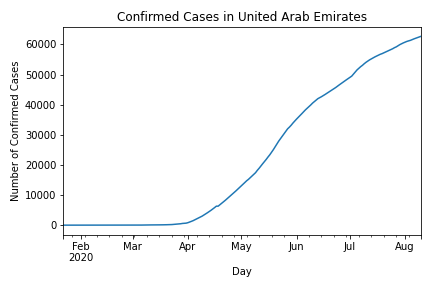 Confirmed Cases in United Arab Emirates
Number of Confirmed Cases
60000
50000
40000
30000
20000
10000
0
Feb
2020
Mar
Apr
May
Jun
Jul
Aug
Day